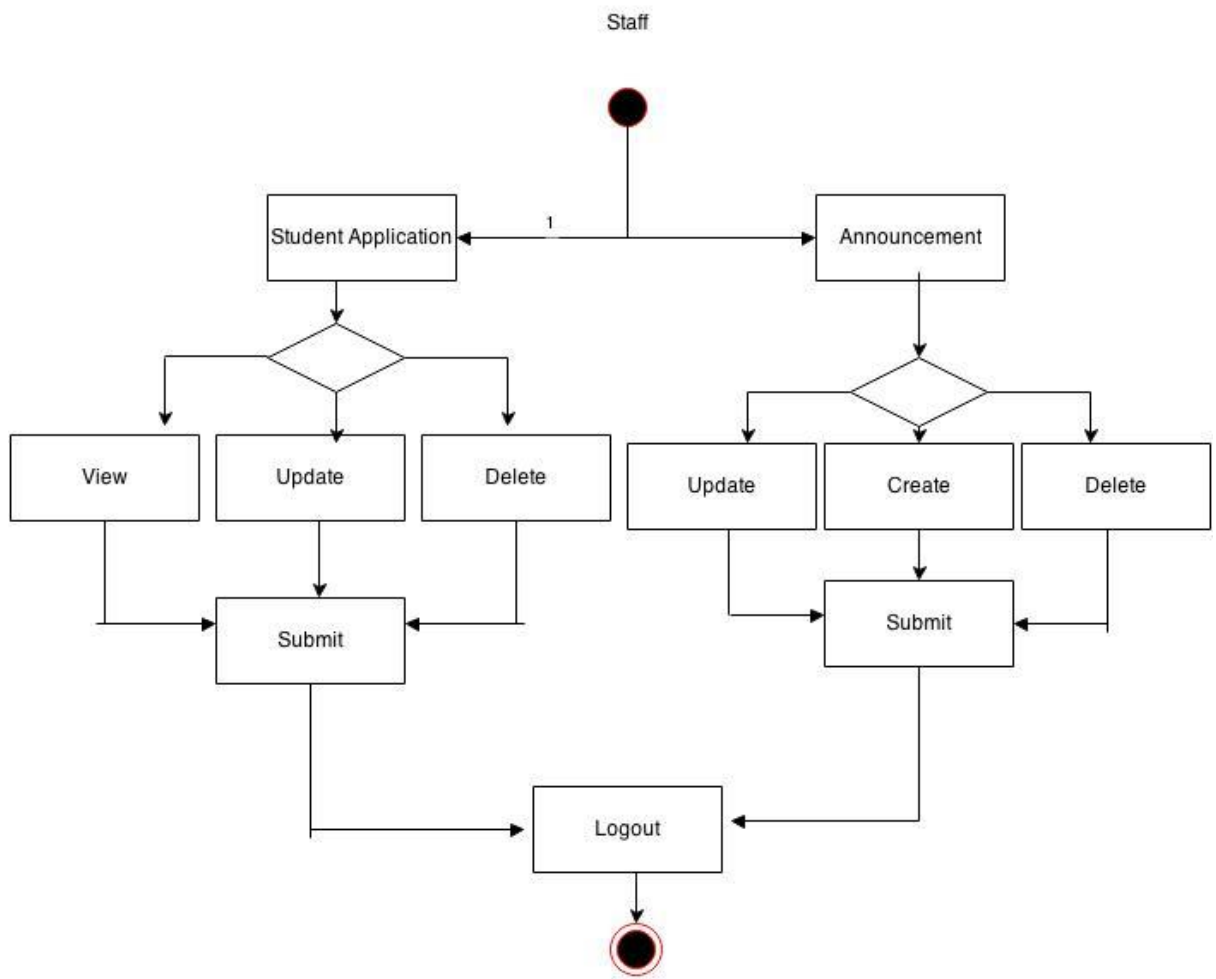 Staff
1
Student Application
Announcement
View
Update
Delete
Update
Create
Delete
Submit
Submit
Logout